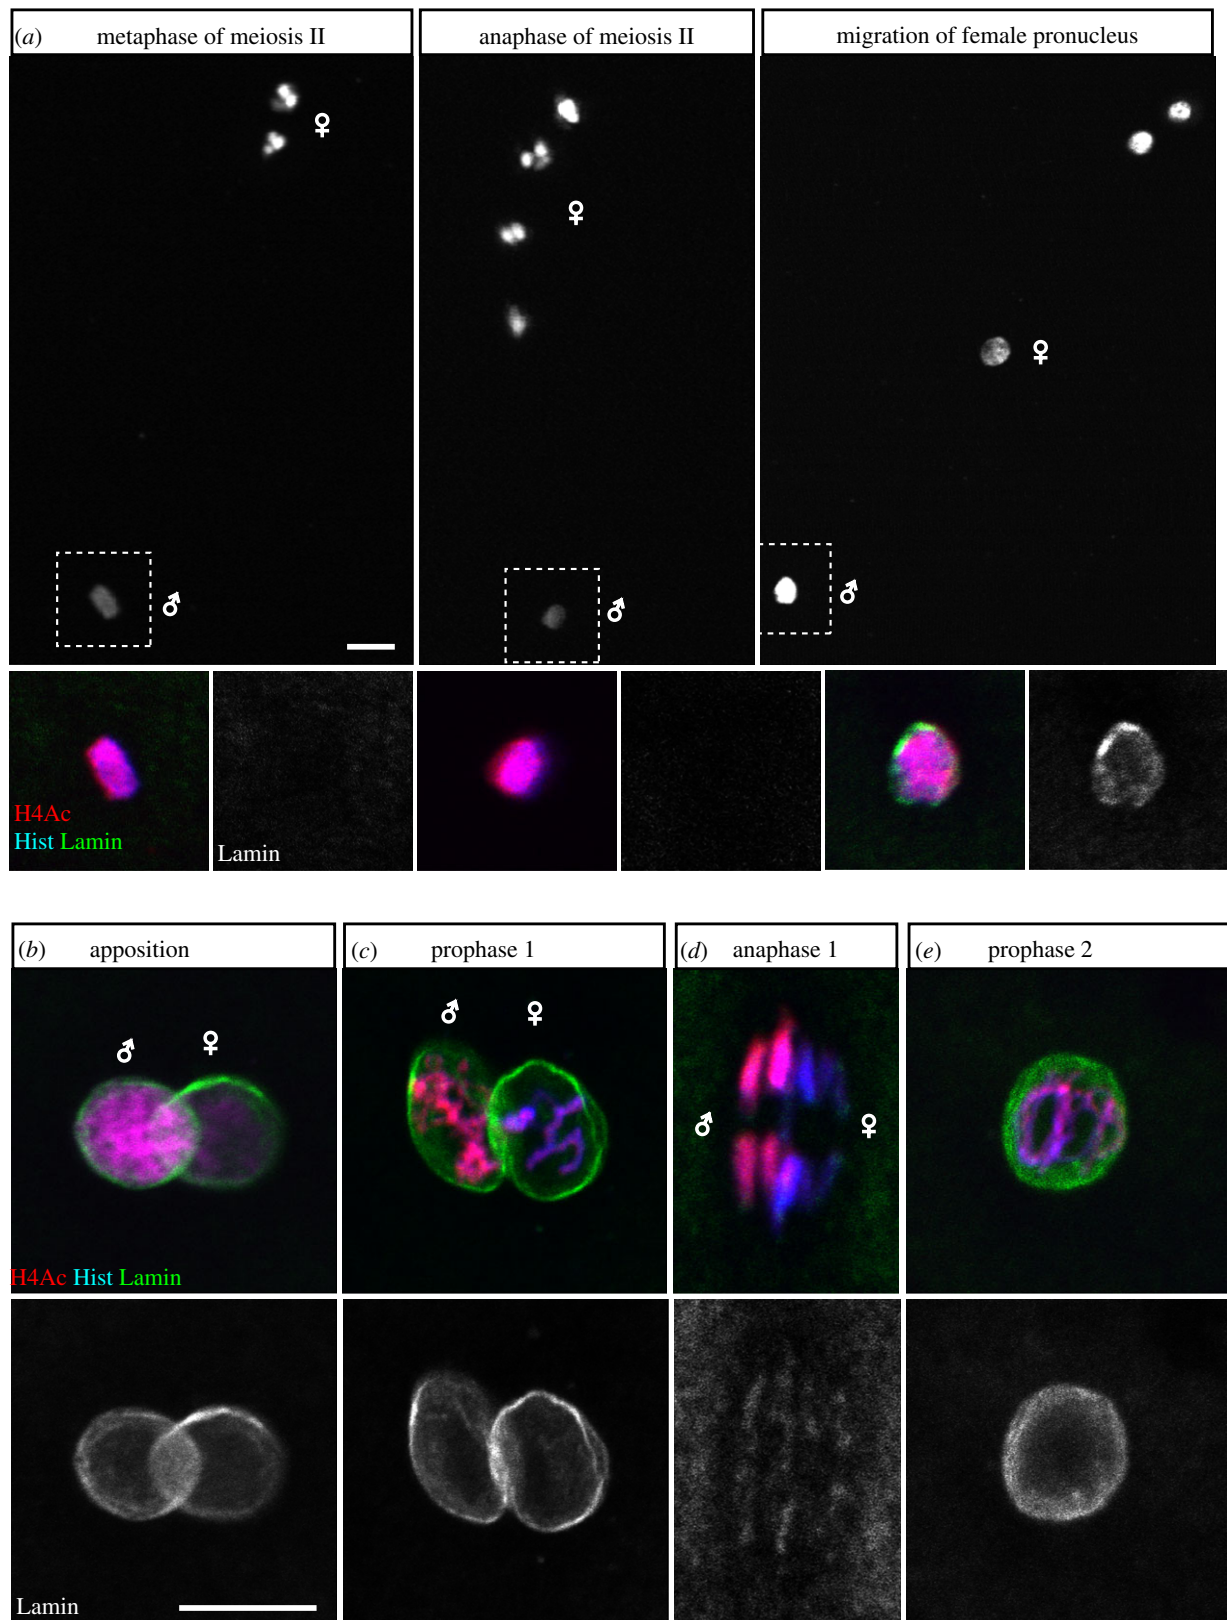 (a) metaphase of meiosis II
anaphase of meiosis II
migration of female pronucleus
♀
♀
♀
♂
♂
♂
H4Ac
Hist Lamin
Lamin
(b) apposition
(c) prophase 1
(d) anaphase 1
(e) prophase 2
♂ ♀
♂ ♀
♂ ♀
H4Ac Hist Lamin
Lamin